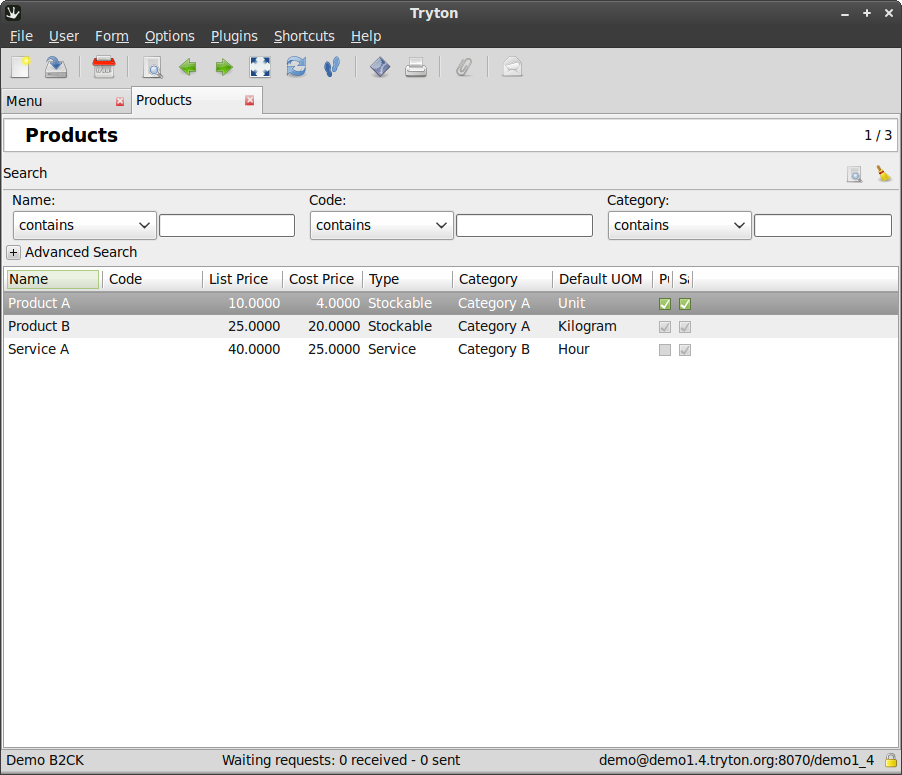 Tryton
File User Form Options Plugins Shortcuts Help
Menu Products
Products 1 / 3
Search
Name: Code: Category:
contains contains contains
Advanced Search
Name Code List Price Cost Price Type Category Default UOM P Sa
Product A 10.0000 4.0000 Stockable Category A Unit
Product B 25.0000 20.0000 Stockable Category A Kilogram
Service A 40.0000 25.0000 Service Category B Hour
Demo B2CK Waiting requests: 0 received - 0 sent demo@demo1.4.tryton.org:8070/demo1_4